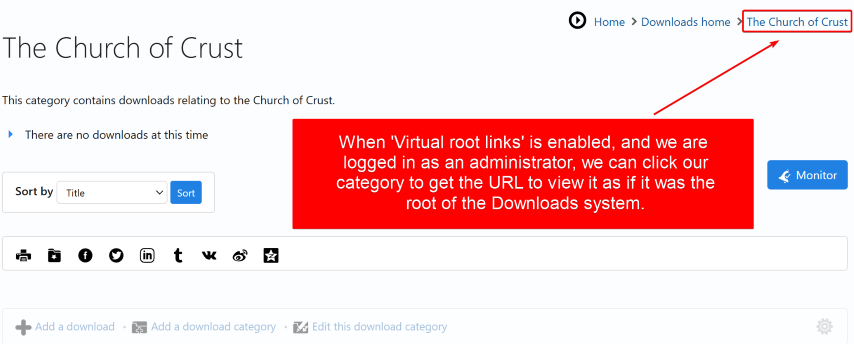 Home > Downloads home > The Church of Crust
The Church of Crust
This category contains downloads relating to the Church of Crust.
There are no downloads at this time
When 'Virtual root links' is enabled, and we are
logged in as an administrator, we can click our
category to get the URL to view it as if it was the
root of the Downloads system.
Sort by Title Sort
Monitor
Add a download · Add a download category · Edit this download category